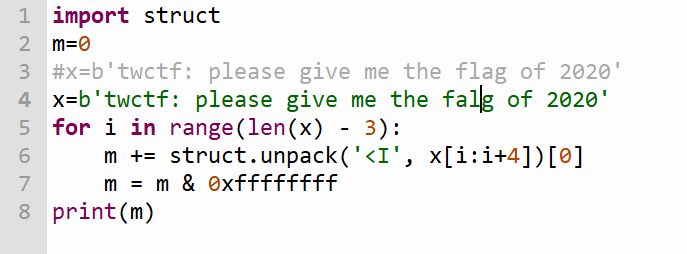 1 import struct
2 m=0
3 #x=b'twctf: please give me the flag of 2020'
4 x=b'twctf: please give me the falg of 2020'
5 for i in range(len(x) - 3):
6     m += struct.unpack('<I', x[i:i+4])[0]
7     m = m & 0xffffffff
8 print(m)